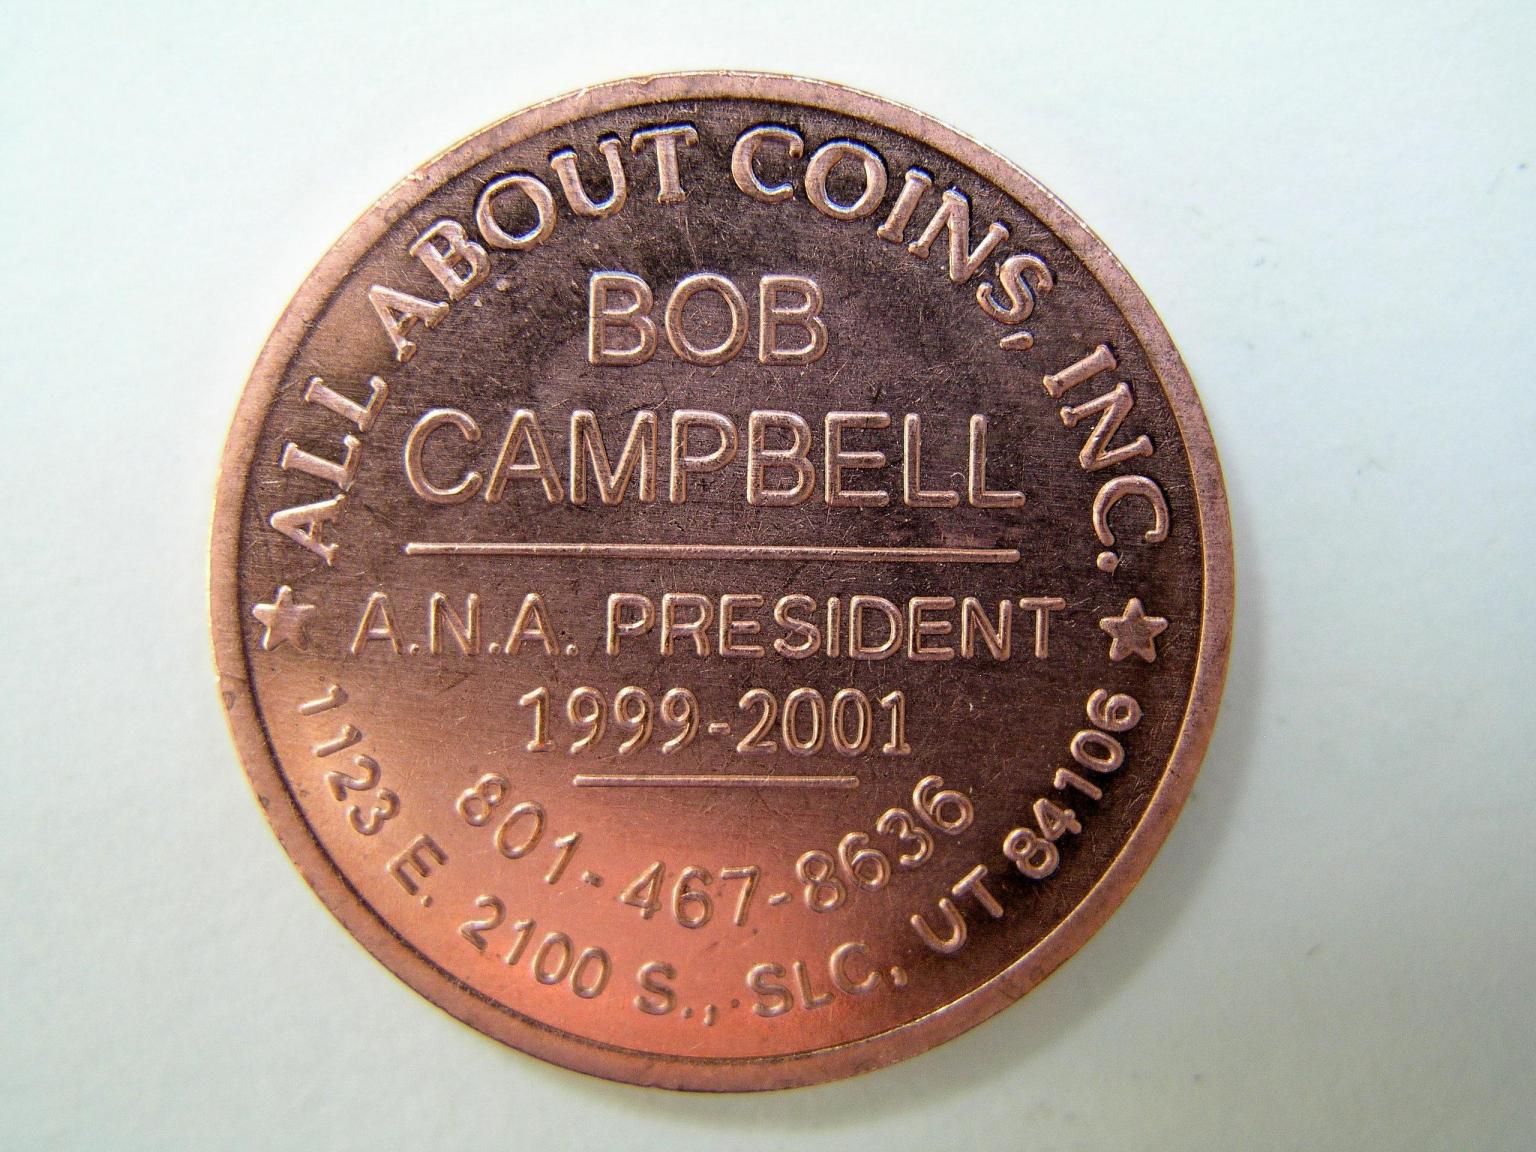 ALL ABOUT COINS, INC.
BOB
CAMPBELL
A.N.A. PRESIDENT
1999-2001
801-467-8636
1123 E. 2100 S., SLC, UT 84106